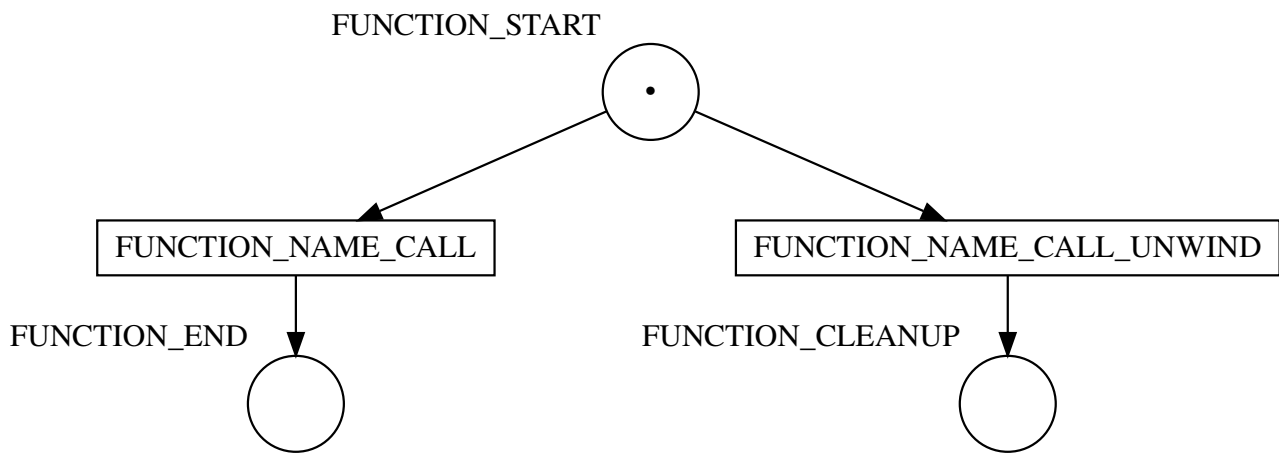 FUNCTION_START
FUNCTION_NAME_CALL
FUNCTION_NAME_CALL_UNWIND
FUNCTION_END
FUNCTION_CLEANUP